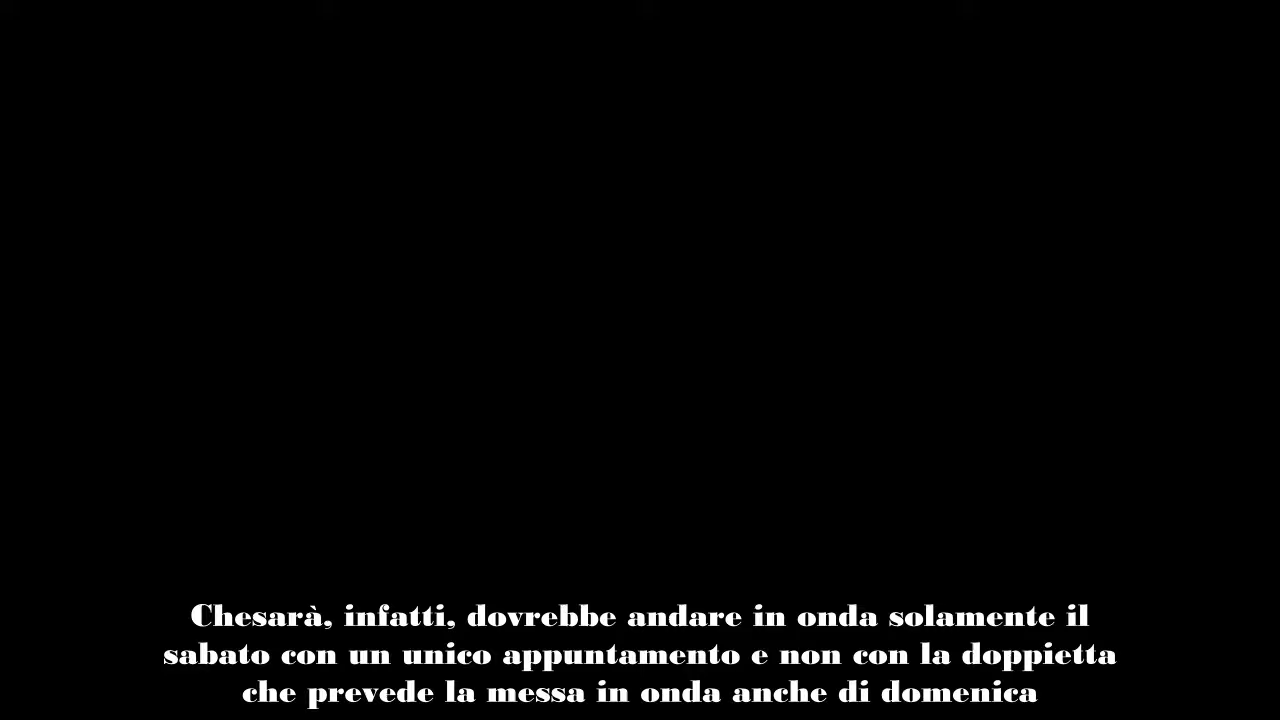 Chesarà, infatti, dovrebbe andare in onda solamente il
sabato con un unico appuntamento e non con la doppietta
che prevede la messa in onda anche di domenica